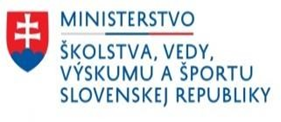 MINISTERSTVO
ŠKOLSTVA, VEDY,
VÝSKUMU A ŠPORTU
SLOVENSKEJ REPUBLIKY